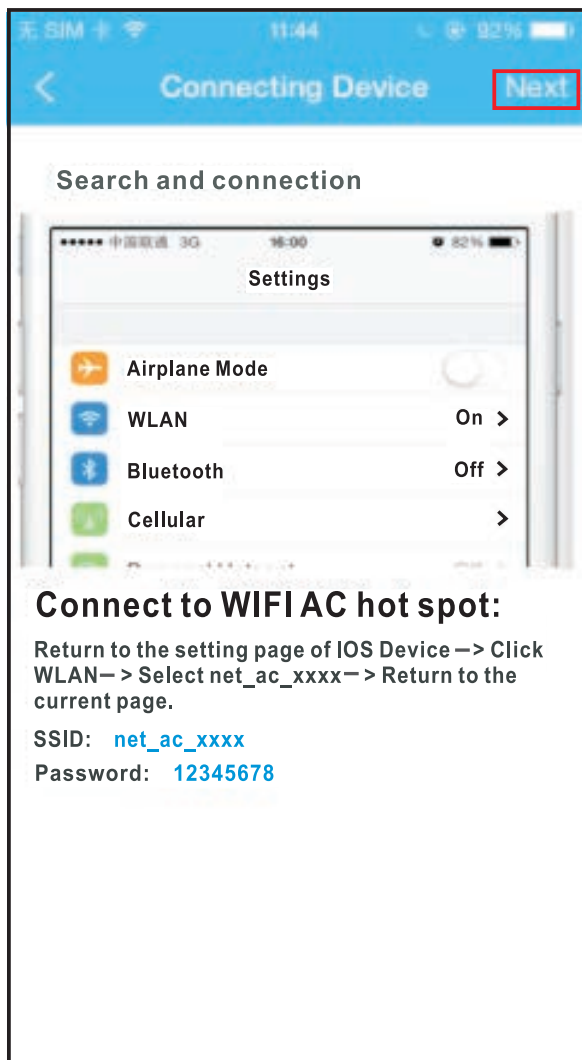 无 SIM 卡 11:44 92%
Connecting Device Next
Search and connection
中国联通 3G 16:00 82%
Settings
Airplane Mode
WLAN On >
Bluetooth Off >
Cellular >
Connect to WIFI AC hot spot:
Return to the setting page of IOS Device —> Click
WLAN— > Select net_ac_xxxx— > Return to the
current page.
SSID: net_ac_xxxx
Password: 12345678